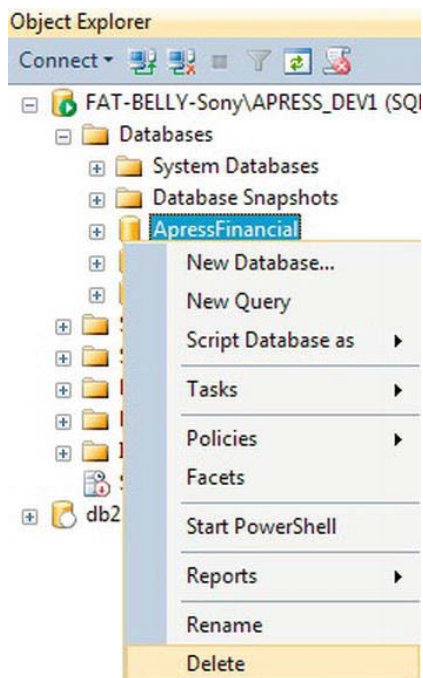 Object Explorer
Connect
FAT-BELLY-Sony\APRESS_DEV1 (SQL
Databases
System Databases
Database Snapshots
ApressFinancial
New Database...
New Query
Script Database as
Tasks
Policies
Facets
Start PowerShell
Reports
Rename
Delete
db2